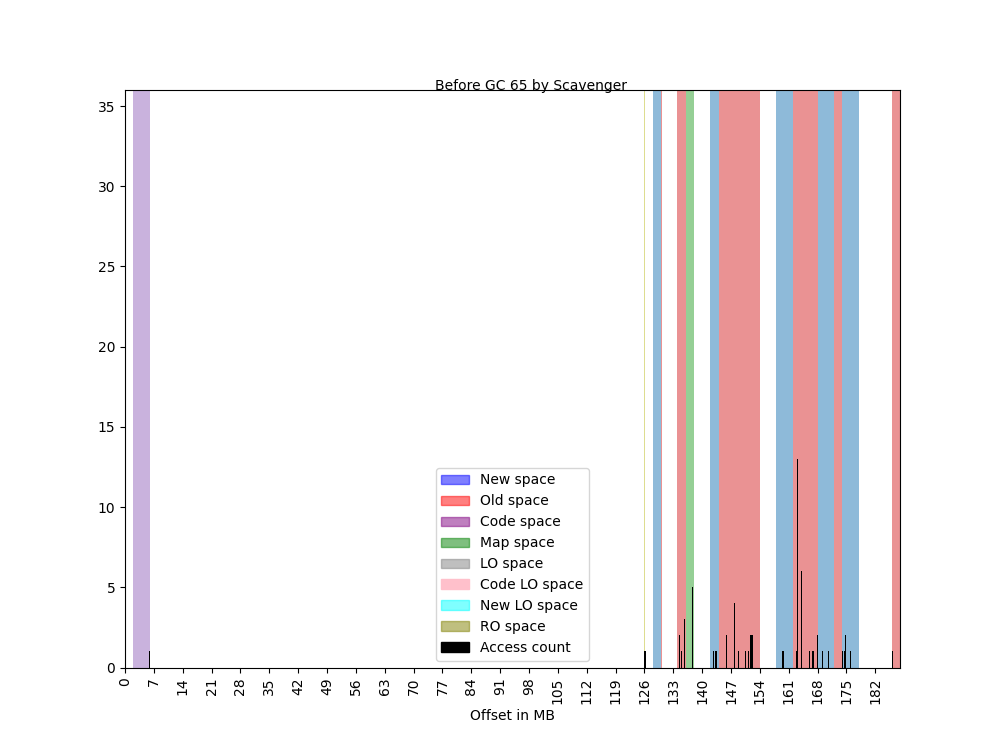 Before GC 65 by Scavenger
35
30
25
20
15
10
5
0
New space
Old space
Code space
Map space
LO space
Code LO space
New LO space
RO space
Access count
0 7 14 21 28 35 42 49 56 63 70 77 84 91 98 105 112 119 126 133 140 147 154 161 168 175 182
Offset in MB